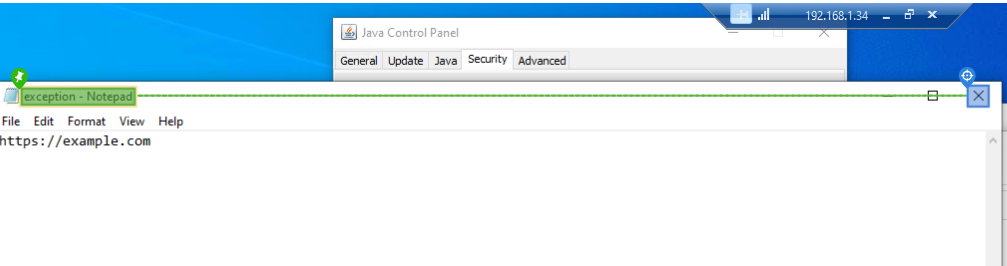 192.168.1.34
Java Control Panel
General Update Java Security Advanced
exception - Notepad
File Edit Format View Help
https://example.com